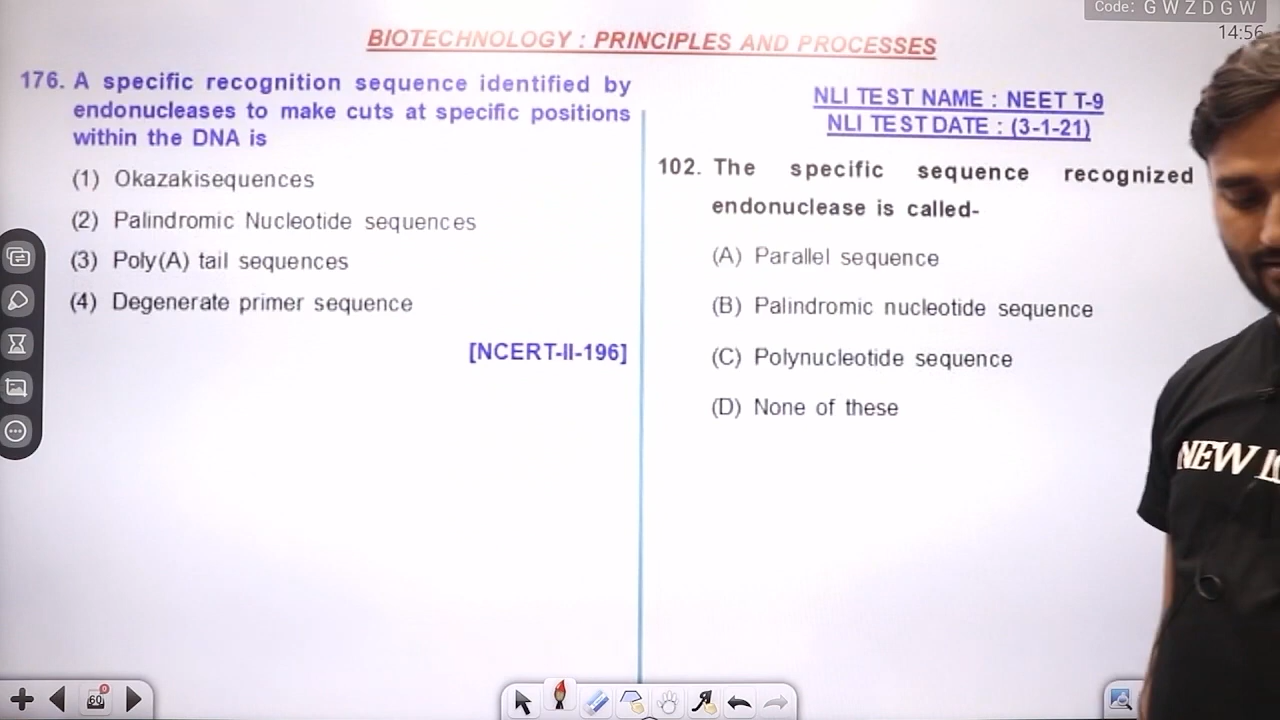 Code: G W Z D G W
14:56
BIOTECHNOLOGY : PRINCIPLES AND PROCESSES
176. A specific recognition sequence identified by
endonucleases to make cuts at specific positions
within the DNA is
(1) Okazakisequences
(2) Palindromic Nucleotide sequences
(3) Poly(A) tail sequences
(4) Degenerate primer sequence
[NCERT-II-196]
NLI TEST NAME : NEET T-9
NLI TEST DATE : (3-1-21)
102. The specific sequence recognized
endonuclease is called-
(A) Parallel sequence
(B) Palindromic nucleotide sequence
(C) Polynucleotide sequence
(D) None of these
NEW
60